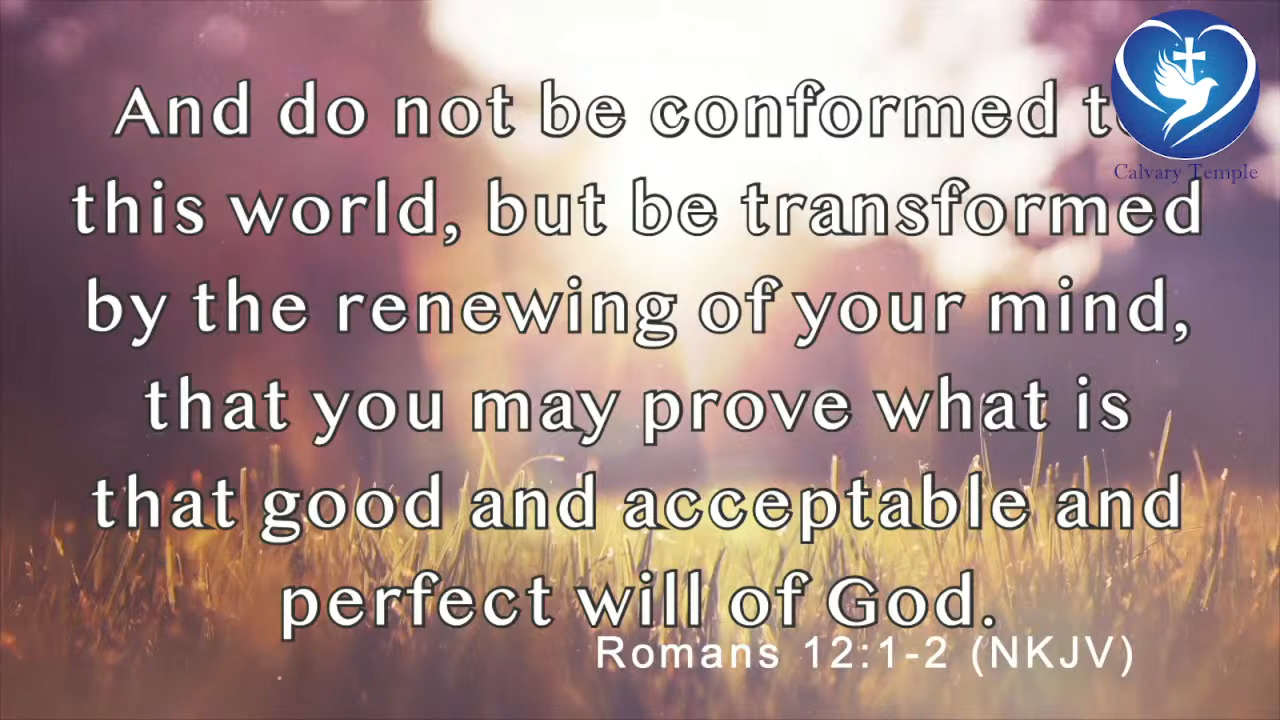 And do not be conformed to
this world, but be transformed
by the renewing of your mind,
that you may prove what is
that good and acceptable and
perfect will of God.
Romans 12:1-2 (NKJV)
Calvary Temple